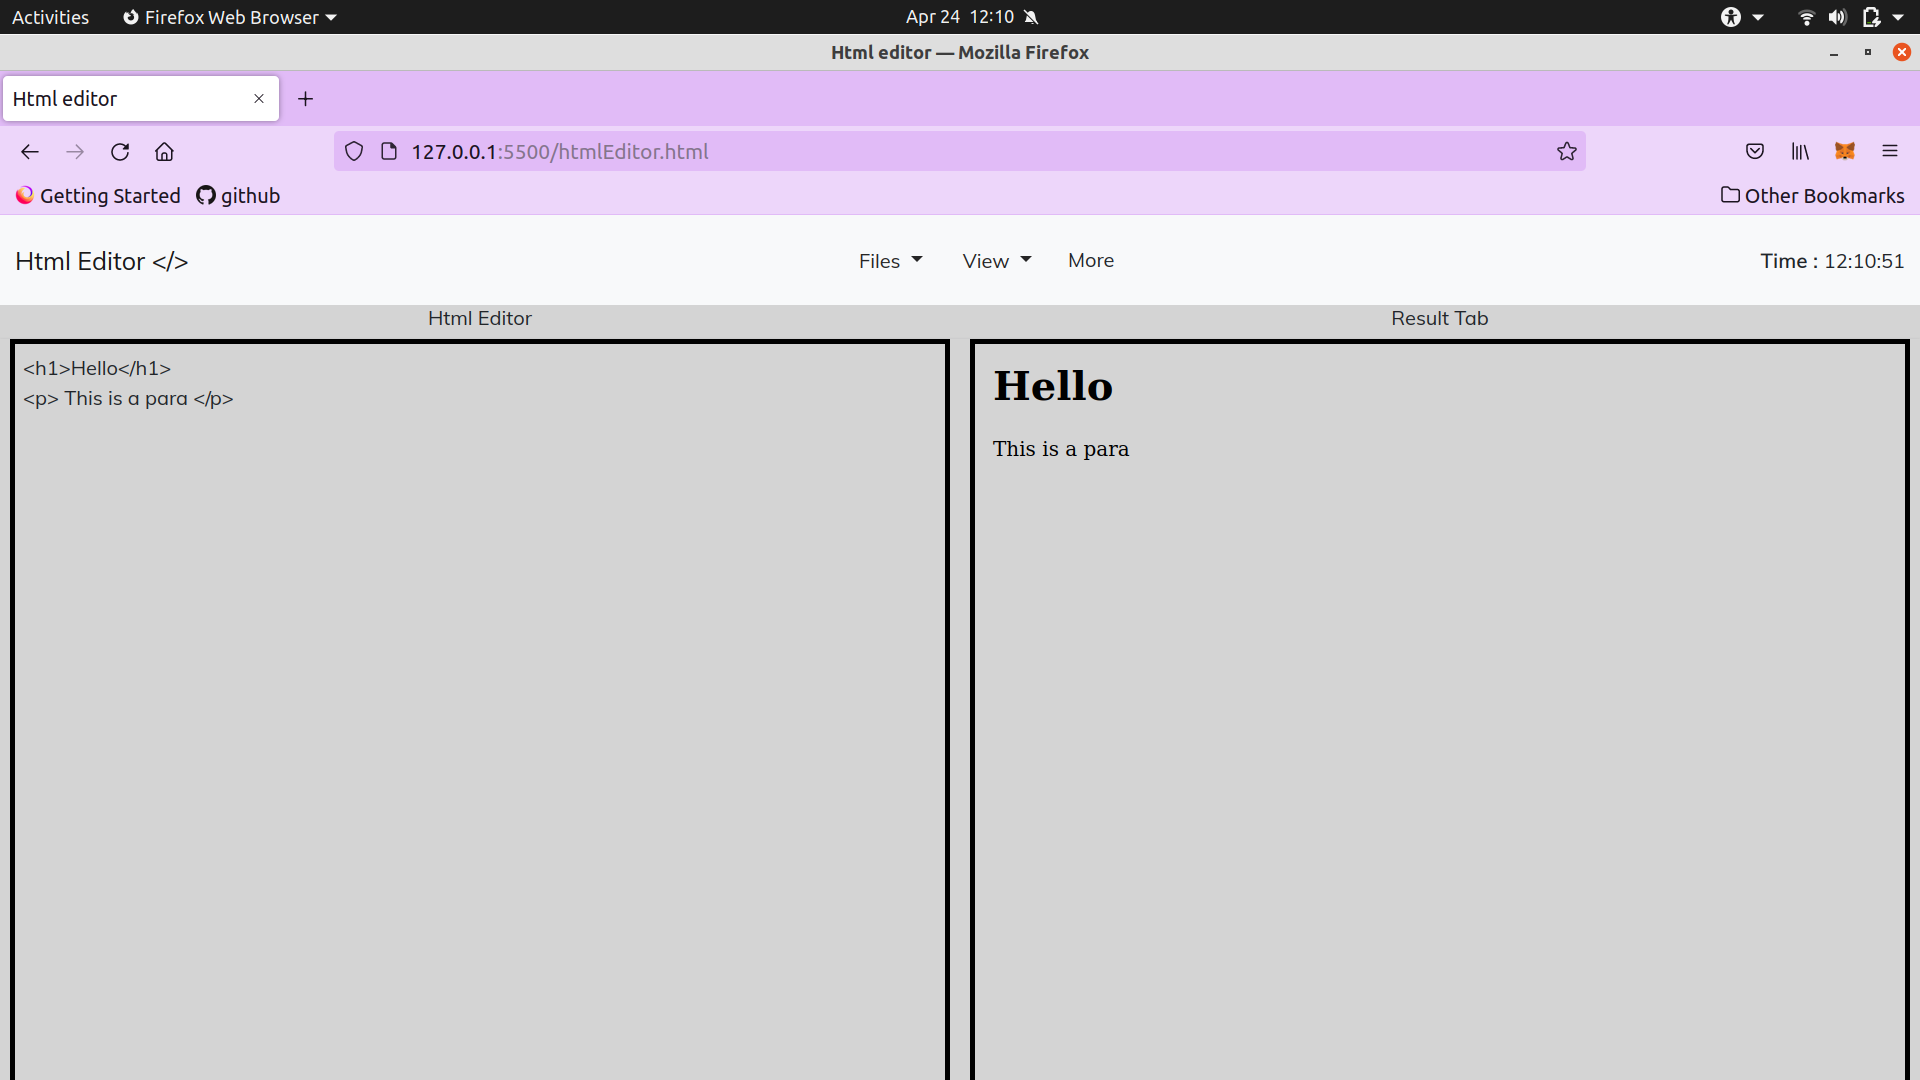 Activities Firefox Web Browser Apr 24 12:10
Html editor — Mozilla Firefox
Html editor
127.0.0.1:5500/htmlEditor.html
Getting Started github Other Bookmarks
Html Editor </> Files View More Time : 12:10:51
Html Editor Result Tab
<h1>Hello</h1>
<p> This is a para </p>
Hello
This is a para